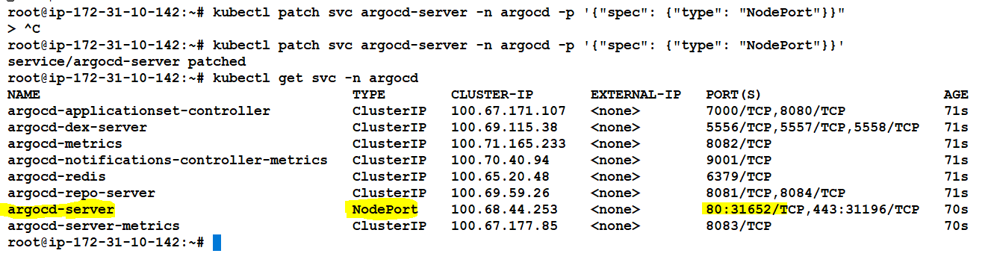 root@ip-172-31-10-142:~# kubectl patch svc argocd-server -n argocd -p '{"spec": {"type": "NodePort"}}"
> ^C
root@ip-172-31-10-142:~# kubectl patch svc argocd-server -n argocd -p '{"spec": {"type": "NodePort"}}'
service/argocd-server patched
root@ip-172-31-10-142:~# kubectl get svc -n argocd
NAME TYPE CLUSTER-IP EXTERNAL-IP PORT(S) AGE
argocd-applicationset-controller ClusterIP 100.67.171.107 <none> 7000/TCP,8080/TCP 71s
argocd-dex-server ClusterIP 100.69.115.38 <none> 5556/TCP,5557/TCP,5558/TCP 71s
argocd-metrics ClusterIP 100.71.165.233 <none> 8082/TCP 71s
argocd-notifications-controller-metrics ClusterIP 100.70.40.94 <none> 9001/TCP 71s
argocd-redis ClusterIP 100.65.20.48 <none> 6379/TCP 71s
argocd-repo-server ClusterIP 100.69.59.26 <none> 8081/TCP,8084/TCP 71s
argocd-server NodePort 100.68.44.253 <none> 80:31652/TCP,443:31196/TCP 70s
argocd-server-metrics ClusterIP 100.67.177.85 <none> 8083/TCP 70s
root@ip-172-31-10-142:~#